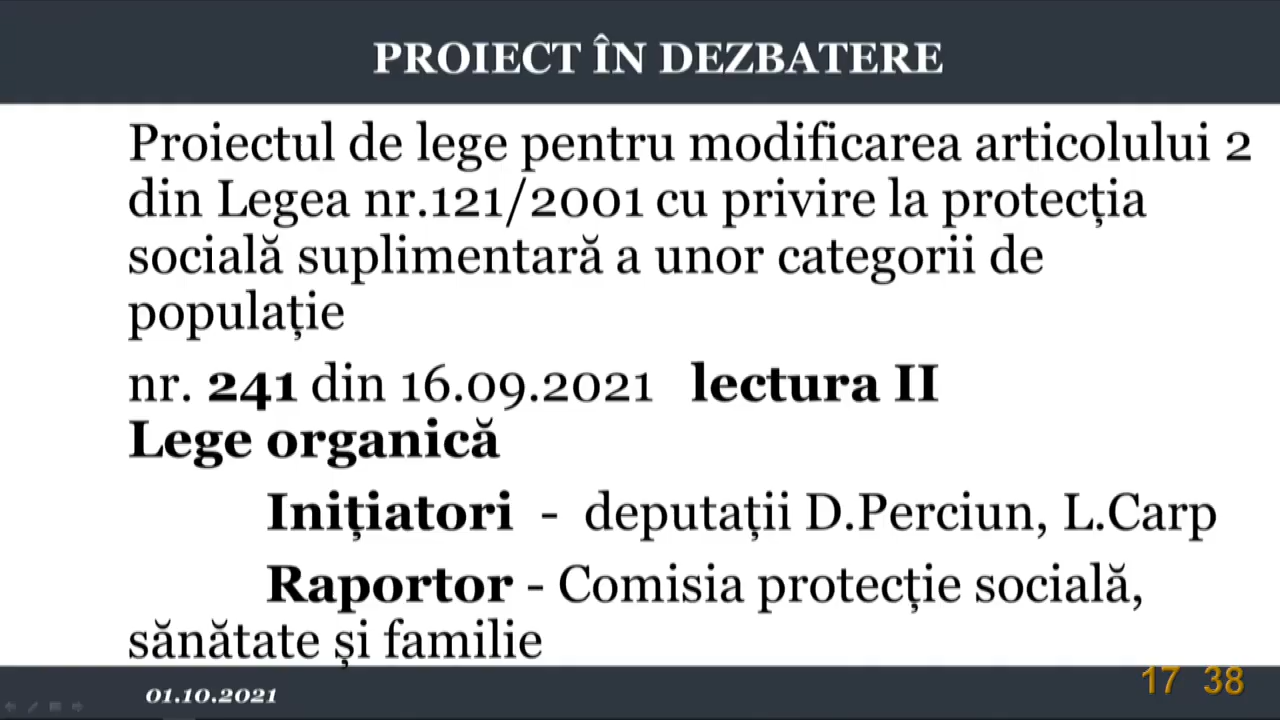 PROIECT ÎN DEZBATERE
Proiectul de lege pentru modificarea articolului 2
din Legea nr.121/2001 cu privire la protecția
socială suplimentară a unor categorii de
populație
nr. 241 din 16.09.2021 lectura II
Lege organică
Inițiatori - deputații D.Perciun, L.Carp
Raportor - Comisia protecție socială,
sănătate și familie
01.10.2021
17 38